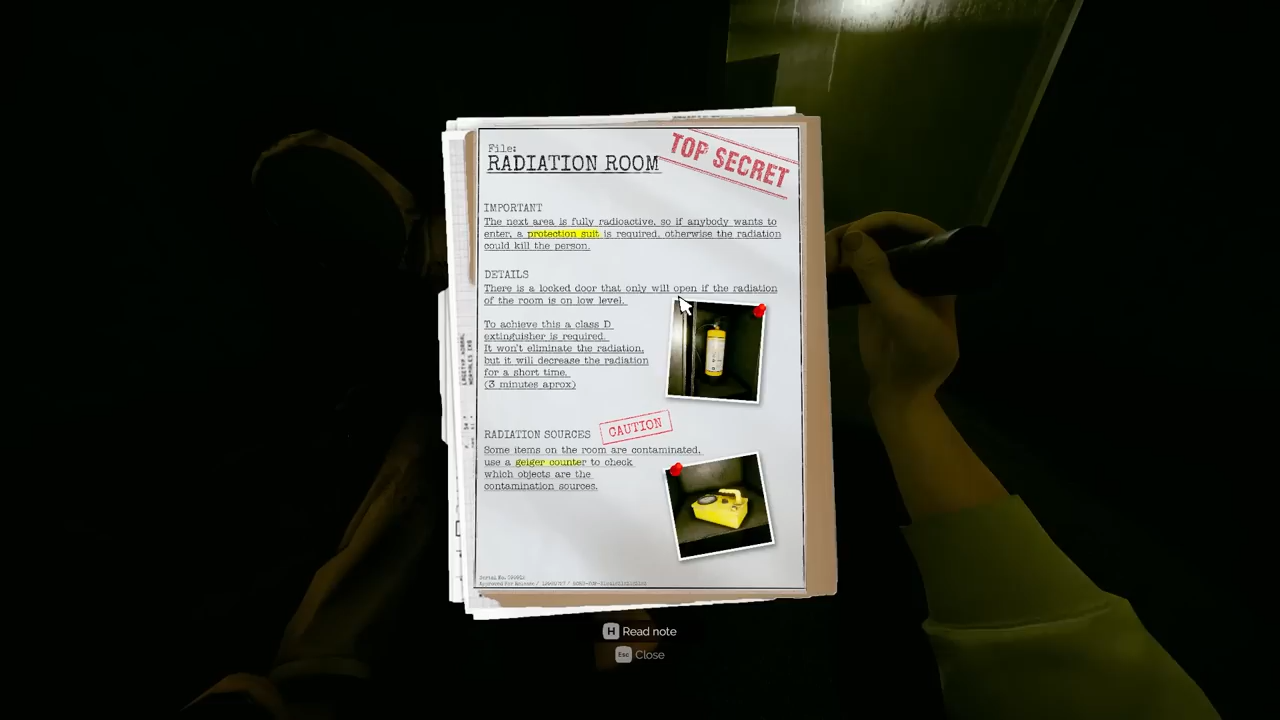 File:
RADIATION ROOM
TOP SECRET
IMPORTANT
The next area is fully radioactive, so if anybody wants to
enter, a protection suit is required, otherwise the radiation
could kill the person.
DETAILS
There is a locked door that only will open if the radiation
of the room is on low level.
To achieve this a class D
extinguisher is required.
It won't eliminate the radiation,
but it will decrease the radiation
for a short time.
(3 minutes aprox)
RADIATION SOURCES
CAUTION
Some items on the room are contaminated,
use a geiger counter to check
which objects are the
contamination sources.
H Read note
Esc Close